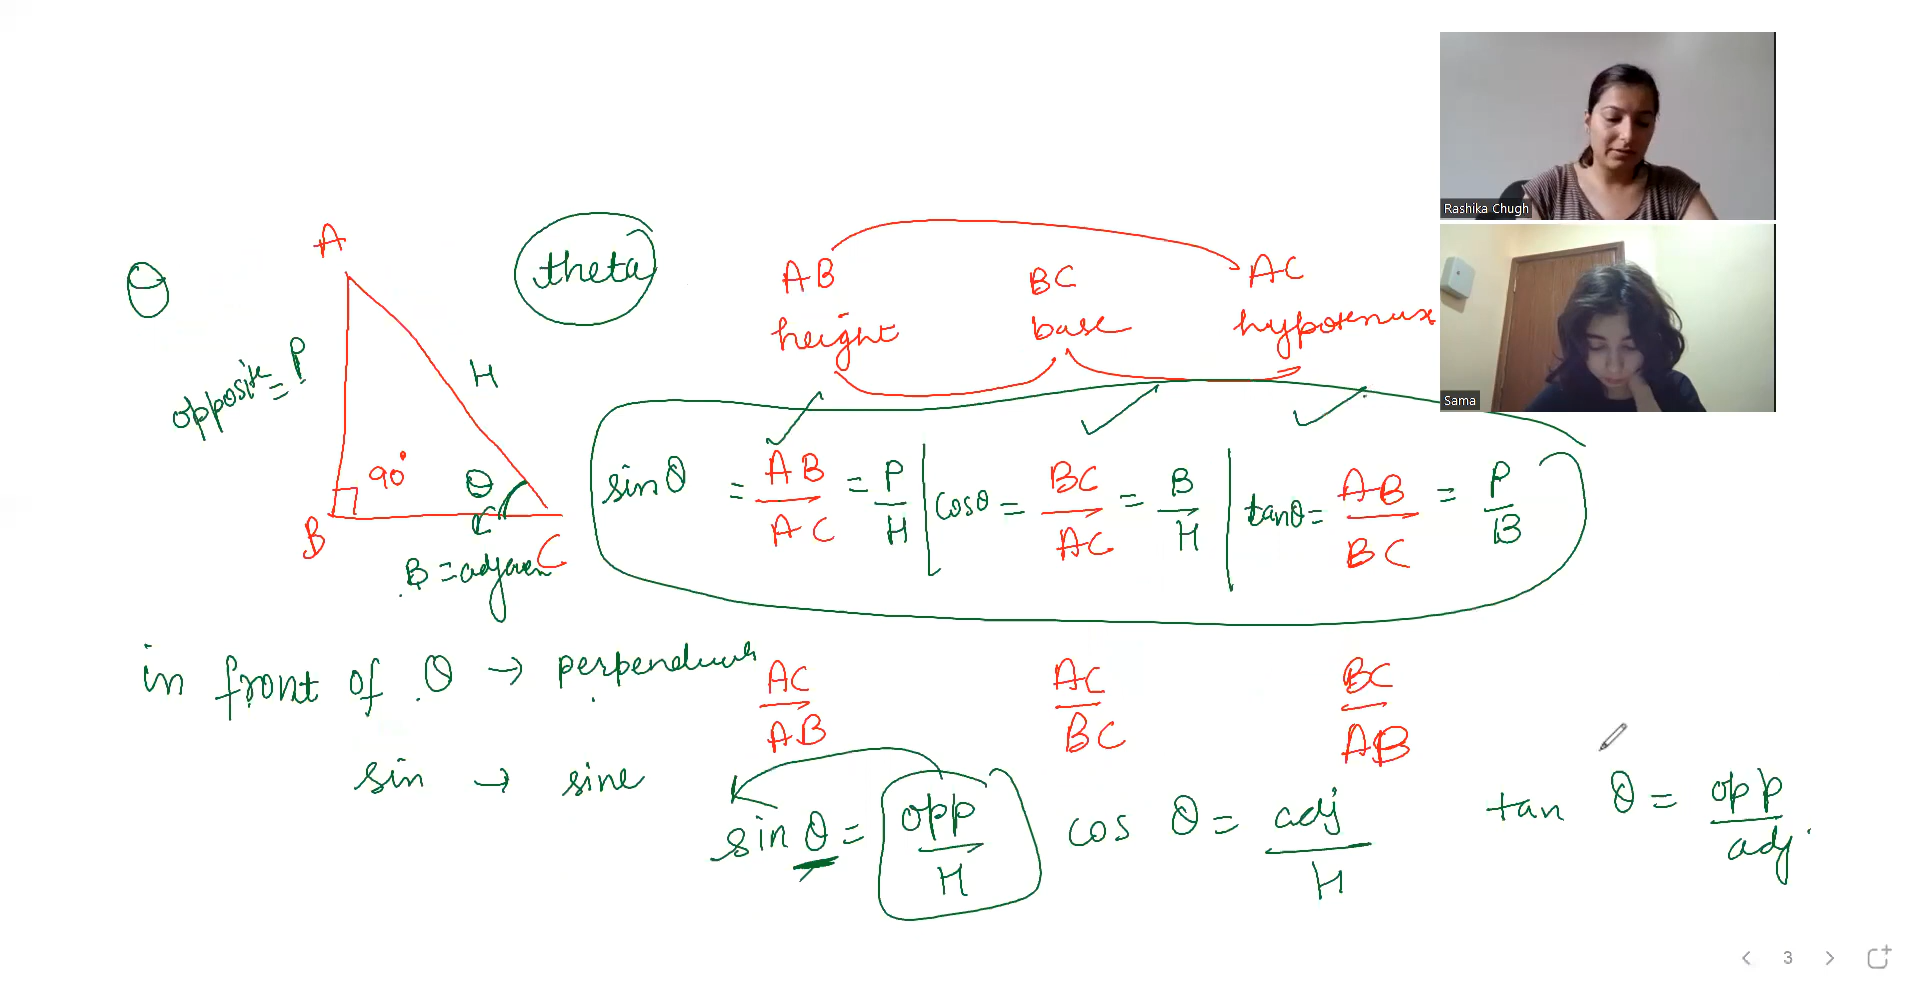 Rashika Chugh
Sama
θ
A
theta
AB
height
BC
base
AC
hypotenuse
opposite = P
H
90°
θ
B
C
B = adjacen
sin θ = AB/AC = P/H
cos θ = BC/AC = B/H
tan θ = AB/BC = P/B
in front of θ → perpendicular
AC/AB
AC/BC
BC/AB
sin → sine
sin θ = opp/H
cos θ = adj/H
tan θ = opp/adj.
3